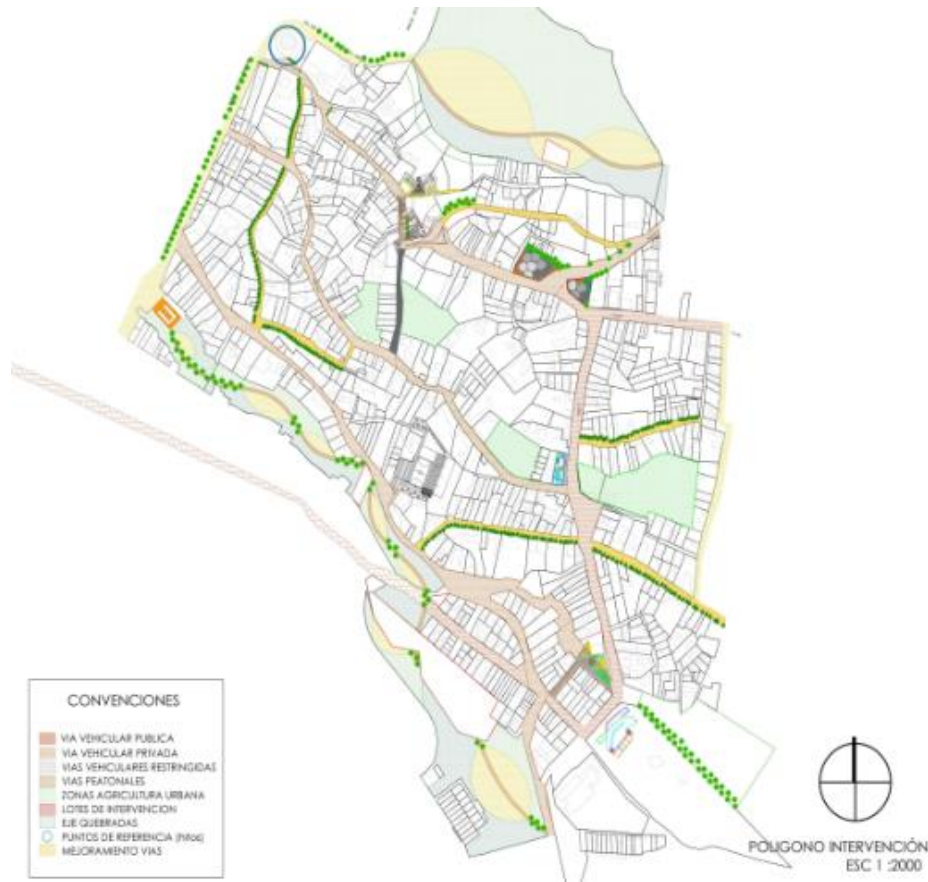 CONVENCIONES
VIA VEHICULAR PUBLICA
VIA VEHICULAR PRIVADA
VIAS VEHICULARES RESTRINGIDAS
VIAS PEATONALES
ZONAS AGRICULTURA URBANA
LOTES DE INTERVENCION
EJE QUEBRADAS
PUNTOS DE REFERENCIA (hitos)
MEJORAMIENTO VIAS
POLIGONO INTERVENCIÓN
ESC 1 :2000